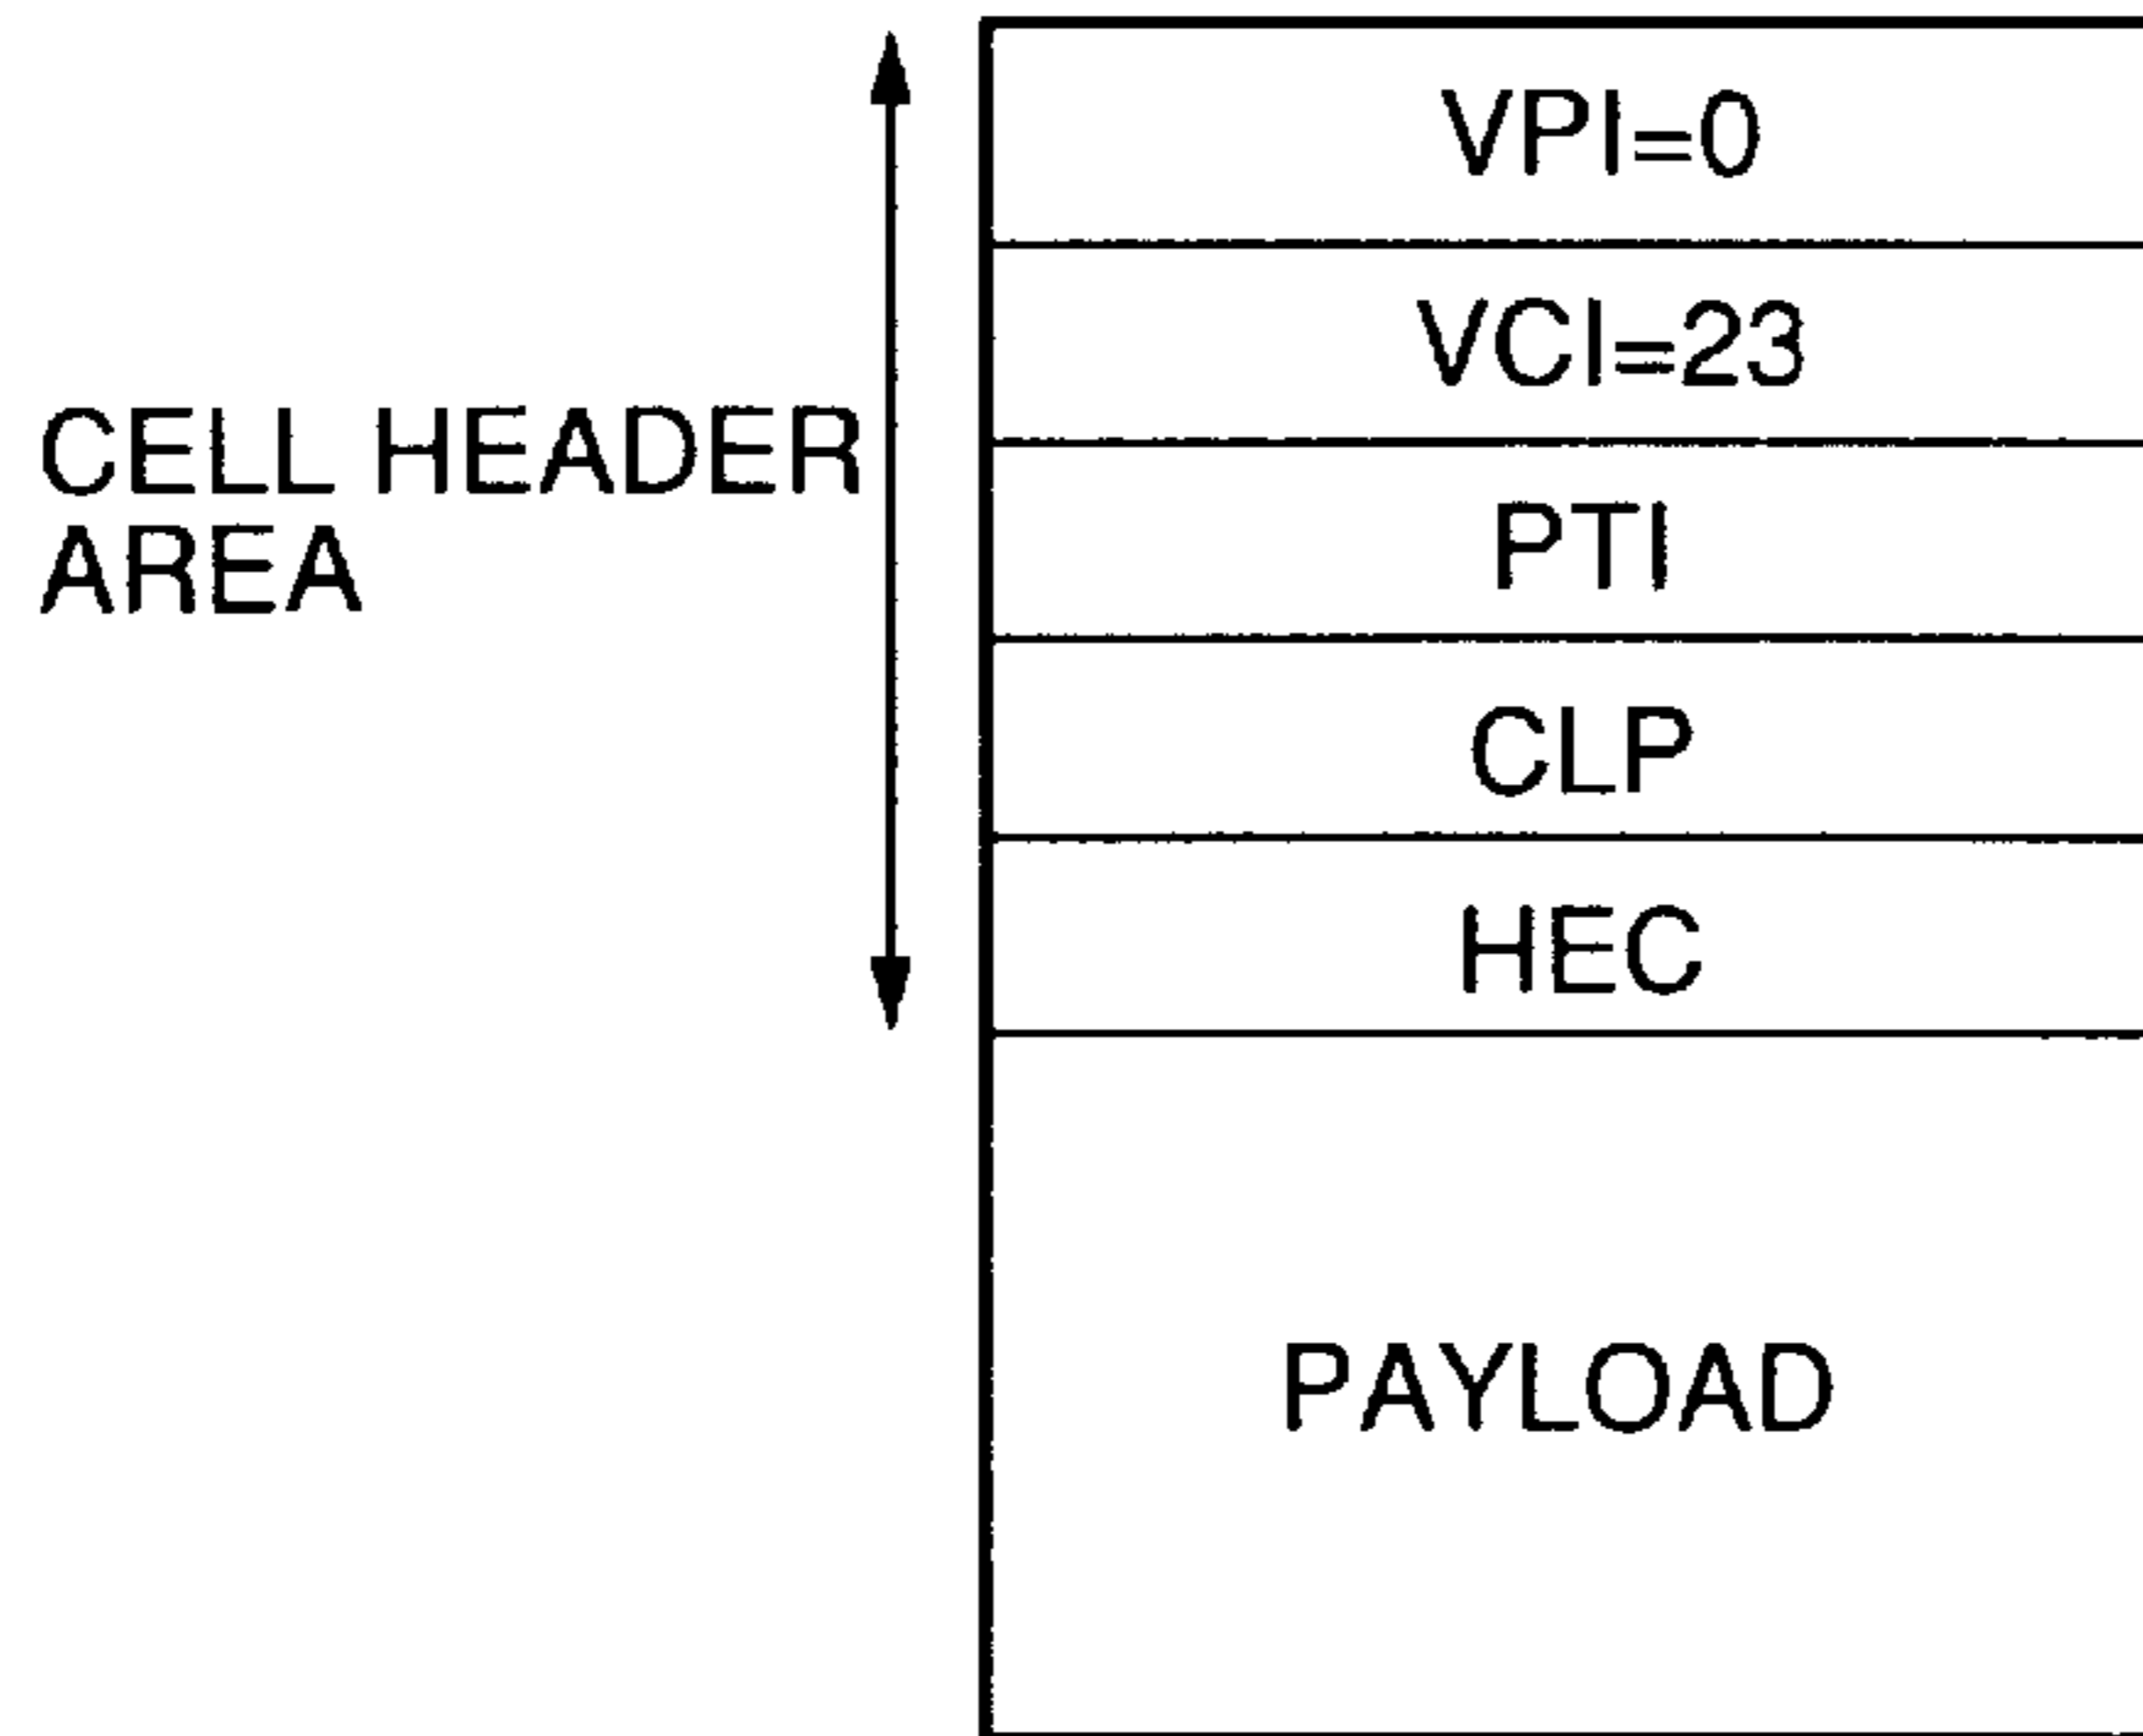 VPI=0
VCI=23
CELL HEADER
AREA
PTI
CLP
HEC
PAYLOAD